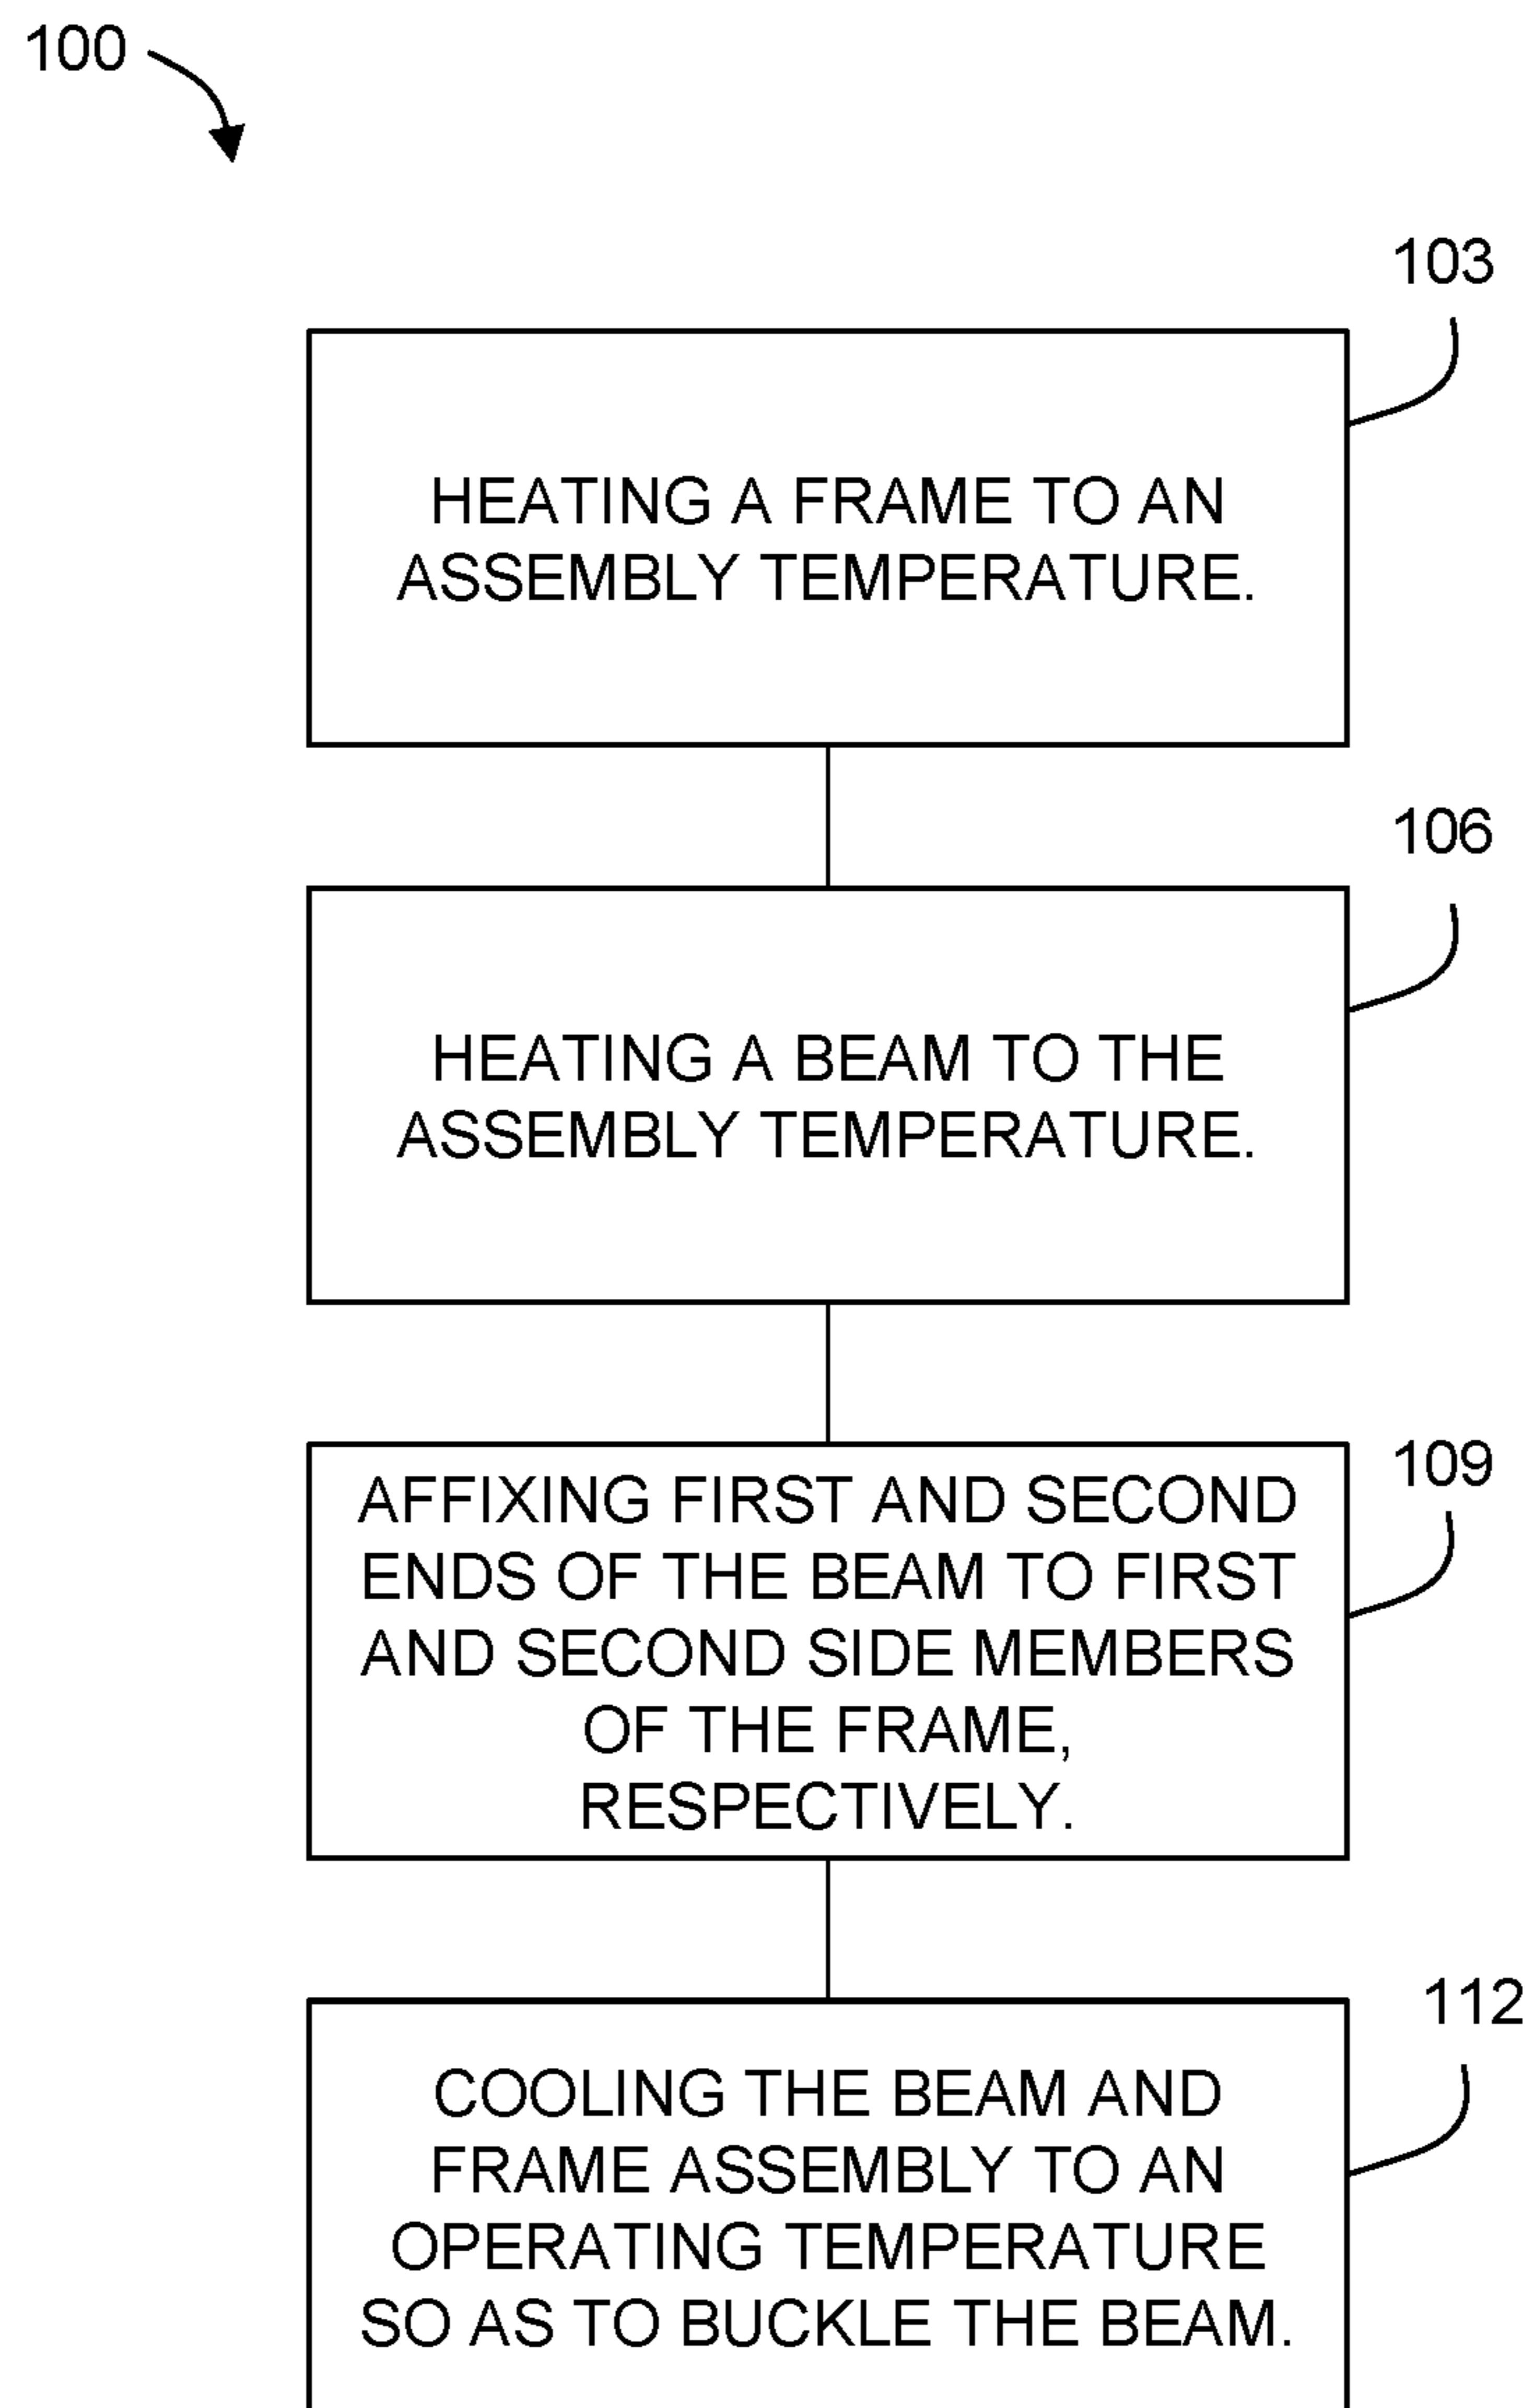 100
103
HEATING A FRAME TO AN
ASSEMBLY TEMPERATURE.
106
HEATING A BEAM TO THE
ASSEMBLY TEMPERATURE.
109
AFFIXING FIRST AND SECOND
ENDS OF THE BEAM TO FIRST
AND SECOND SIDE MEMBERS
OF THE FRAME,
RESPECTIVELY.
112
COOLING THE BEAM AND
FRAME ASSEMBLY TO AN
OPERATING TEMPERATURE
SO AS TO BUCKLE THE BEAM.